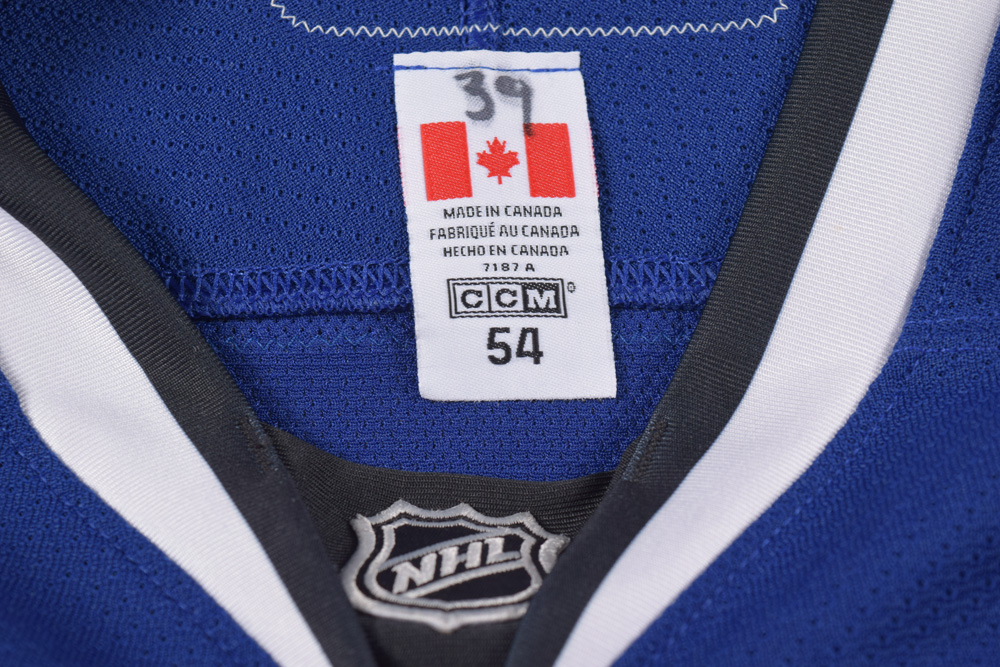 39
MADE IN CANADA
FABRIQUÉ AU CANADA
HECHO EN CANADA
7187 A
CCM®
54
NHL